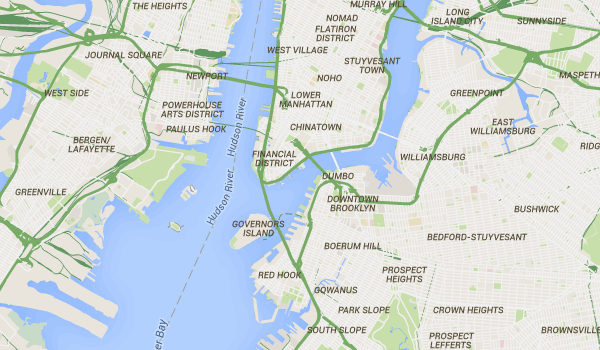 THE HEIGHTS
MURRAY HILL
LONG
ISLAND CITY
SUNNYSIDE
NOMAD
FLATIRON
DISTRICT
JOURNAL SQUARE
WEST VILLAGE
STUYVESANT
TOWN
NEWPORT
NOHO
MASPETH
WEST SIDE
LOWER
MANHATTAN
GREENPOINT
POWERHOUSE
ARTS DISTRICT
PAULUS HOOK
Hudson River
CHINATOWN
EAST
WILLIAMSBURG
BERGEN/
LAFAYETTE
FINANCIAL
DISTRICT
WILLIAMSBURG
RIDG
GREENVILLE
Hudson River
DUMBO
DOWNTOWN
BROOKLYN
BUSHWICK
GOVERNORS
ISLAND
BOERUM HILL
BEDFORD-STUYVESANT
RED HOOK
PROSPECT
HEIGHTS
GOWANUS
PARK SLOPE
CROWN HEIGHTS
SOUTH SLOPE
BROWNSVILLE
PROSPECT
LEFFERTS
er Bay